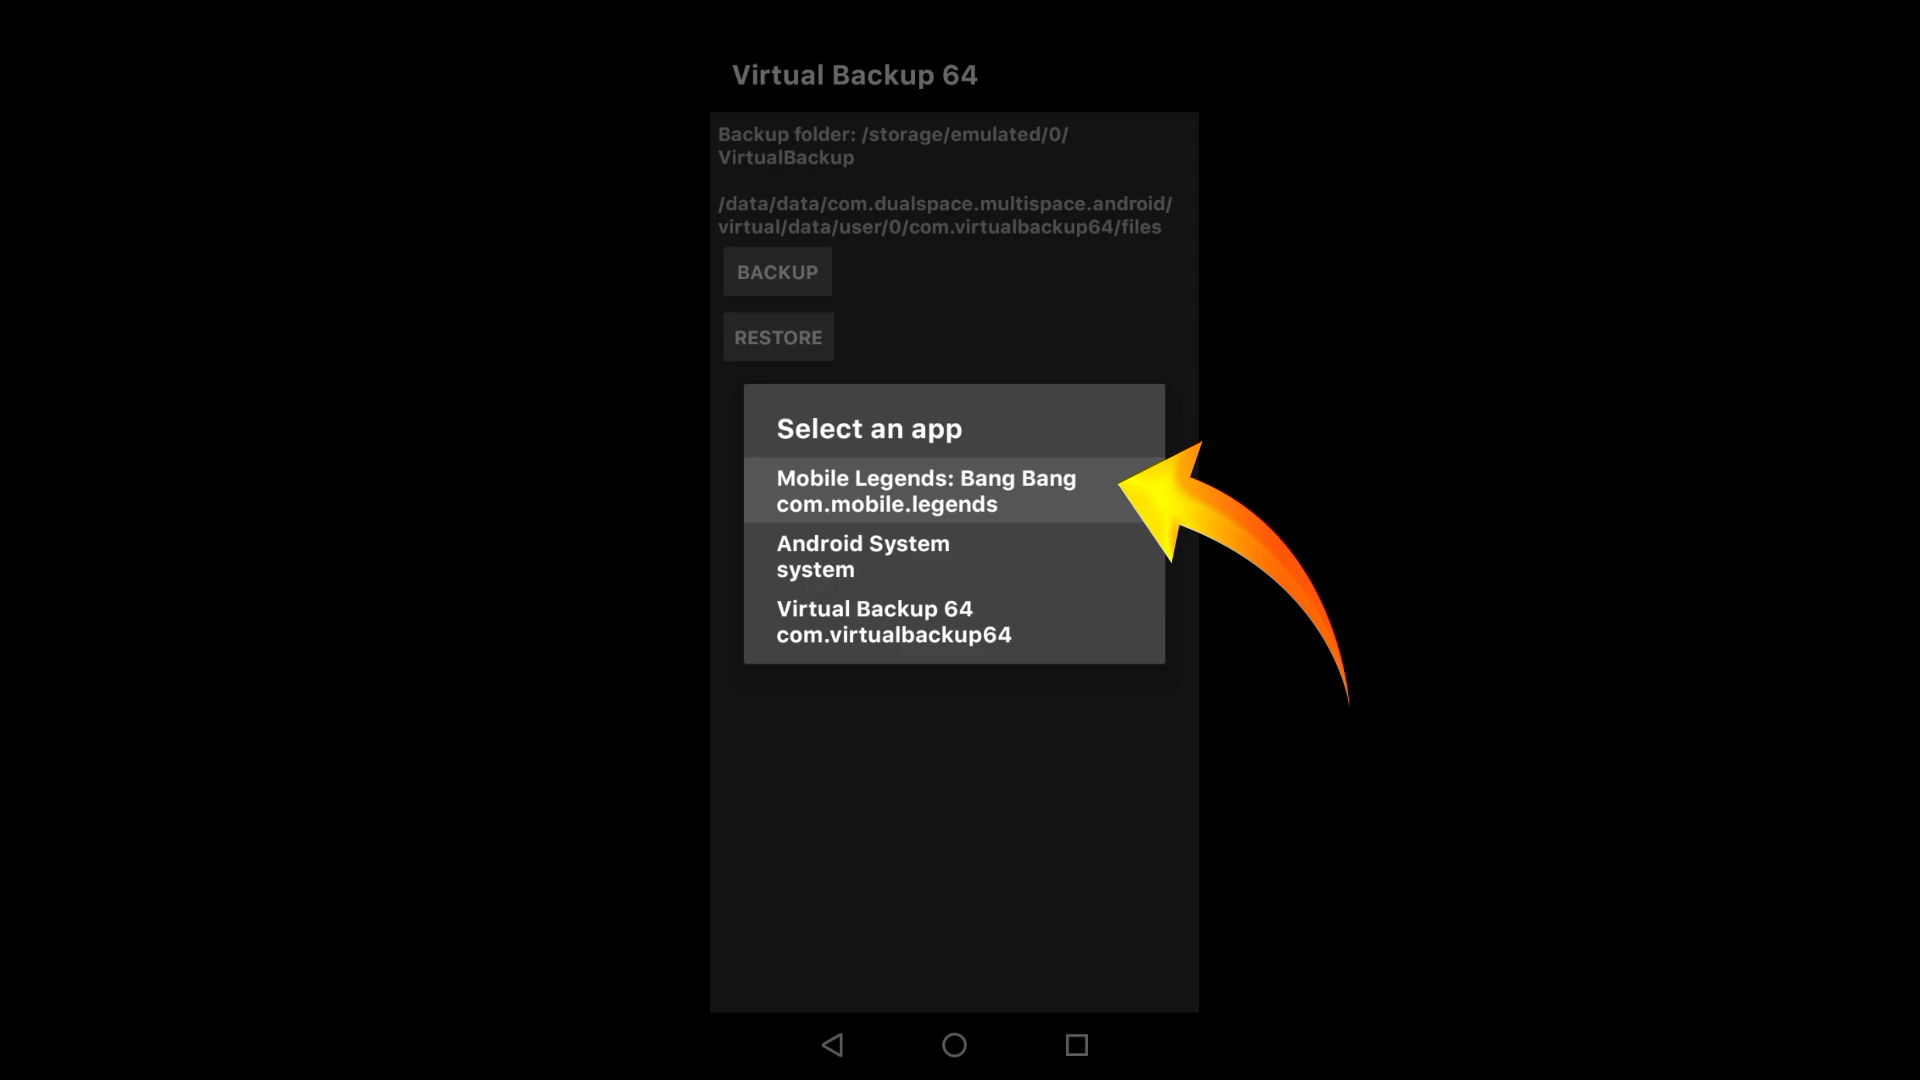 Virtual Backup 64
Backup folder: /storage/emulated/0/
VirtualBackup
/data/data/com.dualspace.multispace.android/
virtual/data/user/0/com.virtualbackup64/files
BACKUP
RESTORE
Select an app
Mobile Legends: Bang Bang
com.mobile.legends
Android System
system
Virtual Backup 64
com.virtualbackup64